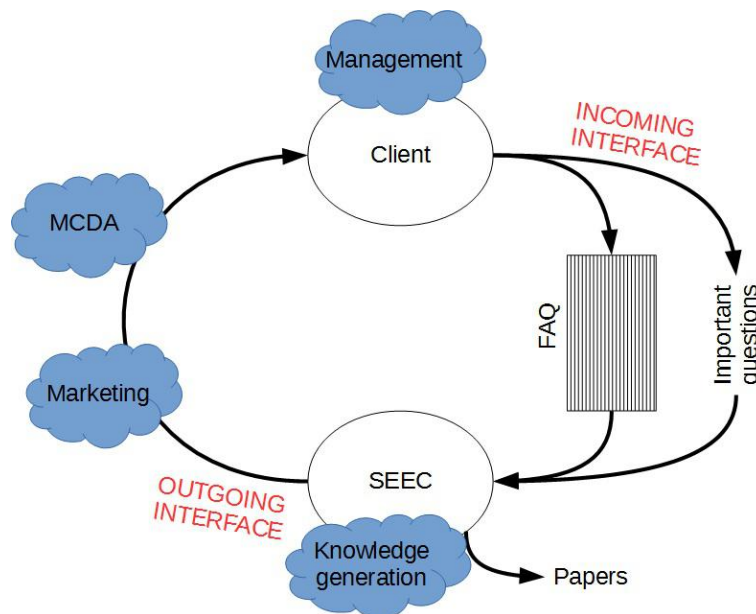 Management
Client
INCOMING
INTERFACE
MCDA
FAQ
Important
questions
Marketing
SEEC
OUTGOING
INTERFACE
Knowledge
generation
Papers